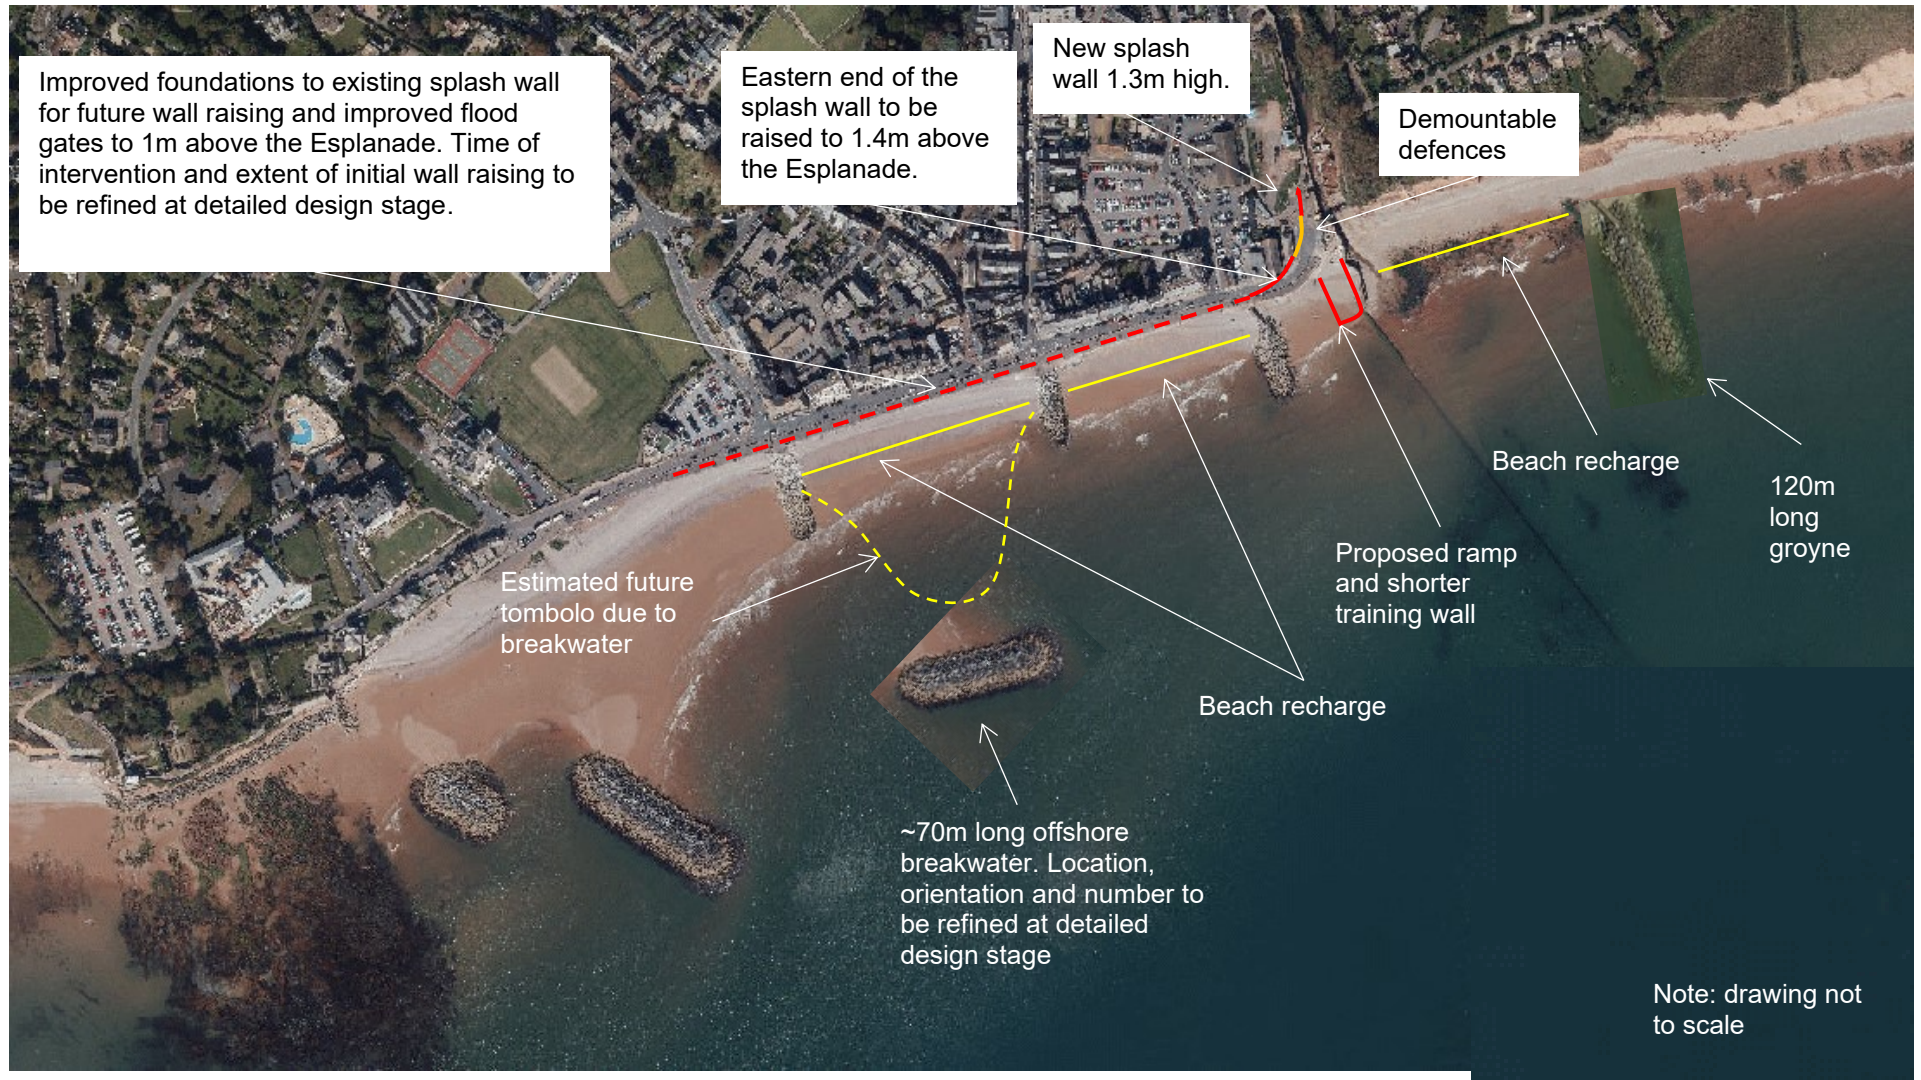 Improved foundations to existing splash wall
for future wall raising and improved flood
gates to 1m above the Esplanade. Time of
intervention and extent of initial wall raising to
be refined at detailed design stage.
Eastern end of the
splash wall to be
raised to 1.4m above
the Esplanade.
New splash
wall 1.3m high.
Demountable
defences
Beach recharge
120m
long
groyne
Proposed ramp
and shorter
training wall
Estimated future
tombolo due to
breakwater
Beach recharge
~70m long offshore
breakwater. Location,
orientation and number to
be refined at detailed
design stage
Note: drawing not
to scale